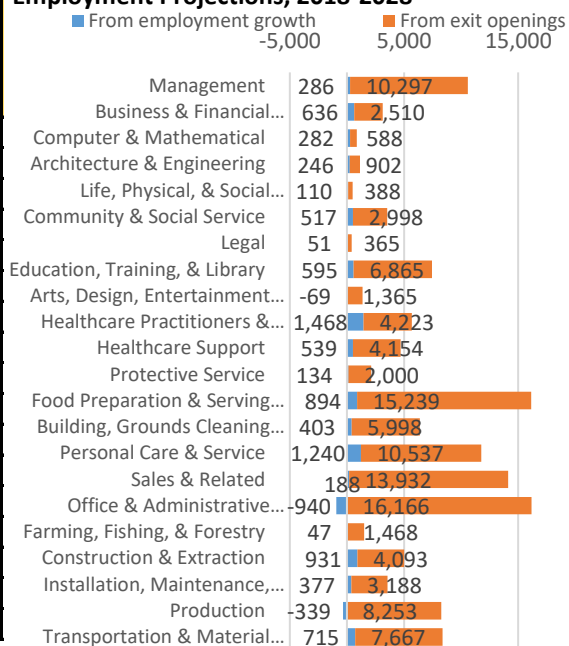 Employment Projections, 2018-2028
From employment growth From exit openings
-5,000 5,000 15,000
Management 286 10,297
Business & Financial… 636 2,510
Computer & Mathematical 282 588
Architecture & Engineering 246 902
Life, Physical, & Social… 110 388
Community & Social Service 517 2,998
Legal 51 365
Education, Training, & Library 595 6,865
Arts, Design, Entertainment… -69 1,365
Healthcare Practitioners &… 1,468 4,223
Healthcare Support 539 4,154
Protective Service 134 2,000
Food Preparation & Serving… 894 15,239
Building, Grounds Cleaning… 403 5,998
Personal Care & Service 1,240 10,537
Sales & Related 188 13,932
Office & Administrative… -940 16,166
Farming, Fishing, & Forestry 47 1,468
Construction & Extraction 931 4,093
Installation, Maintenance,… 377 3,188
Production -339 8,253
Transportation & Material… 715 7,667